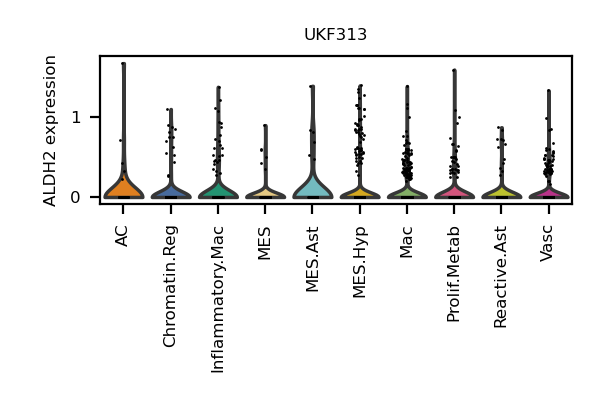 UKF313
ALDH2 expression
1
0
AC
Chromatin.Reg
Inflammatory.Mac
MES
MES.Ast
MES.Hyp
Mac
Prolif.Metab
Reactive.Ast
Vasc